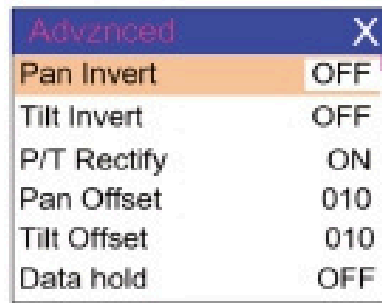 Advznced X
Pan Invert OFF
Tilt Invert OFF
P/T Rectify ON
Pan Offset 010
Tilt Offset 010
Data hold OFF